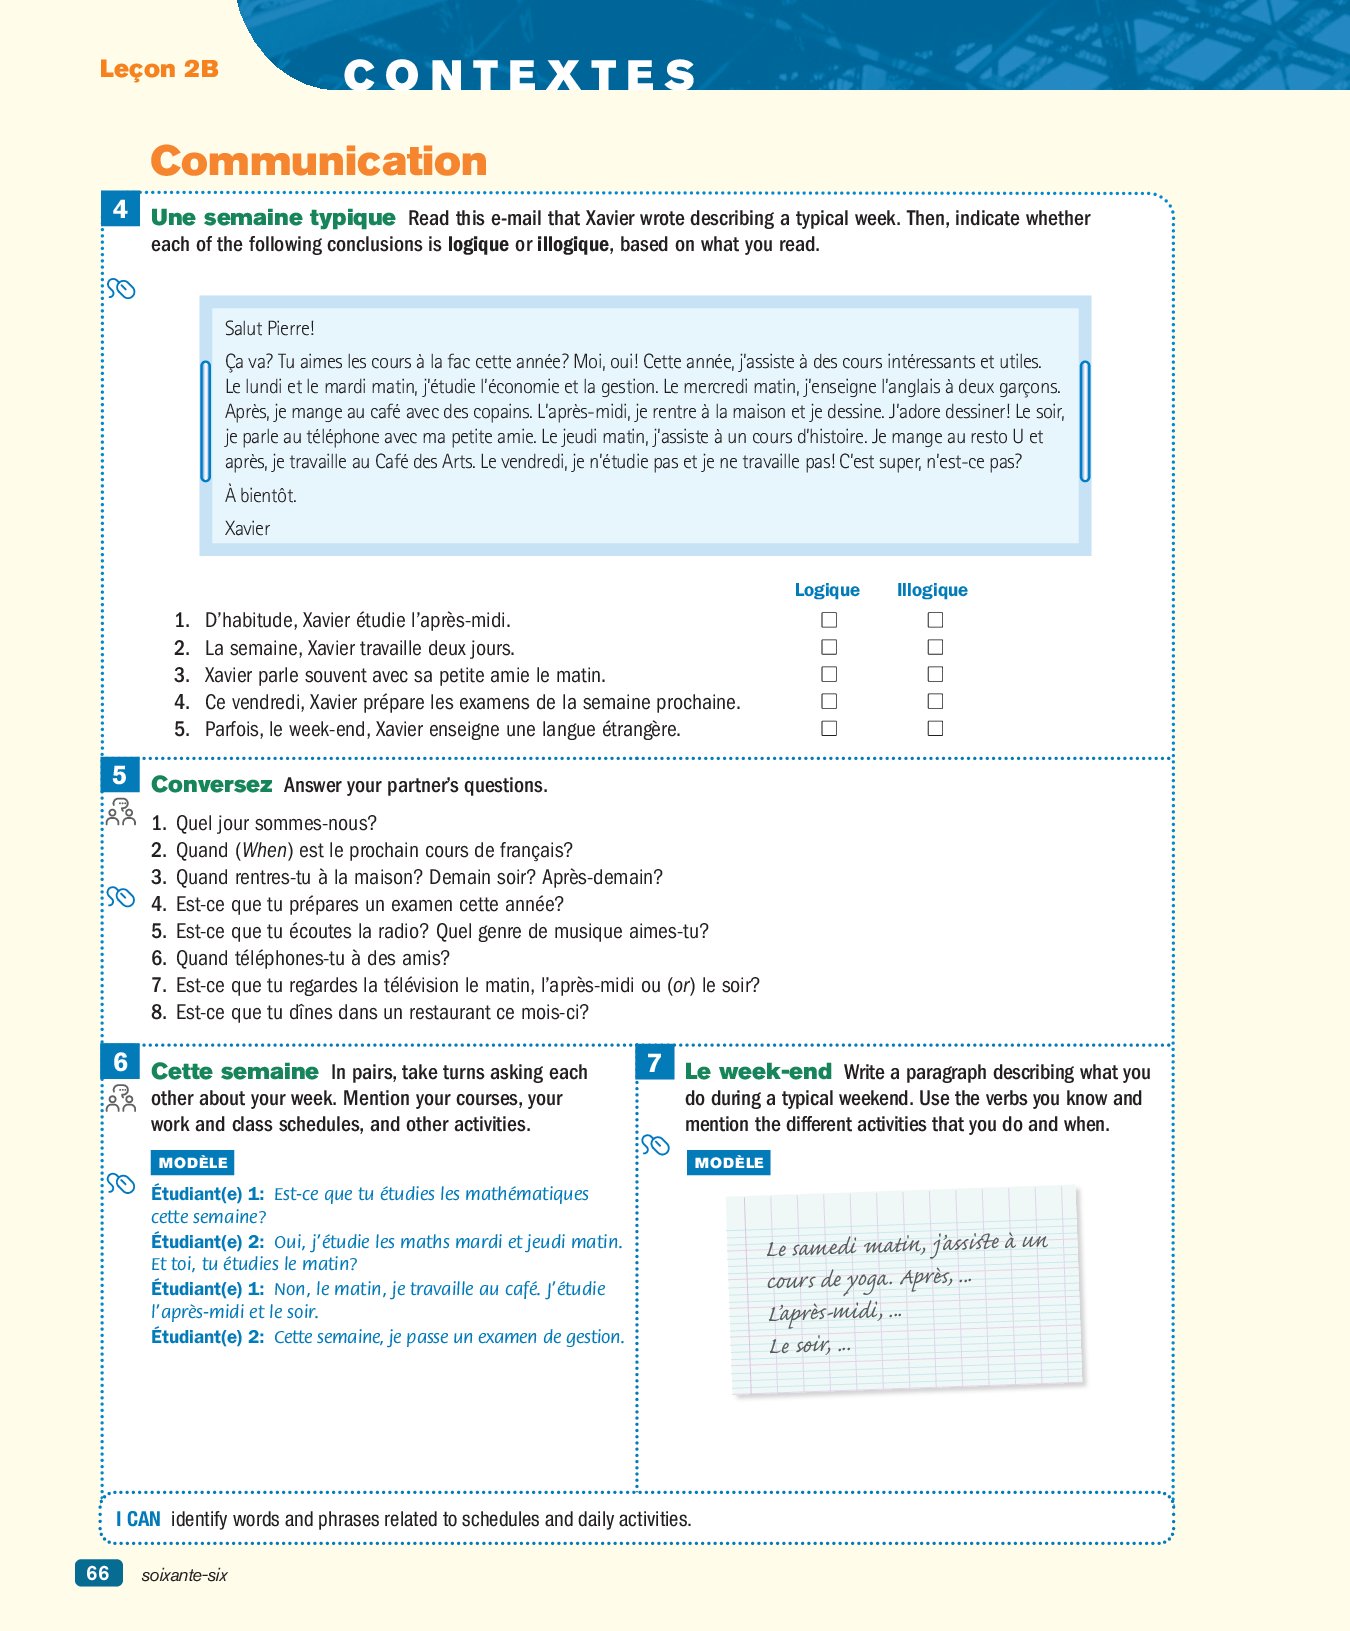 Leçon 2B
CONTEXTES
Communication
4
Une semaine typique Read this e-mail that Xavier wrote describing a typical week. Then, indicate whether
each of the following conclusions is logique or illogique, based on what you read.
Salut Pierre!
Ça va? Tu aimes les cours à la fac cette année? Moi, oui! Cette année, j'assiste à des cours intéressants et utiles.
Le lundi et le mardi matin, j'étudie l'économie et la gestion. Le mercredi matin, j'enseigne l'anglais à deux garçons.
Après, je mange au café avec des copains. L'après-midi, je rentre à la maison et je dessine. J'adore dessiner! Le soir,
je parle au téléphone avec ma petite amie. Le jeudi matin, j'assiste à un cours d'histoire. Je mange au resto U et
après, je travaille au Café des Arts. Le vendredi, je n'étudie pas et je ne travaille pas! C'est super, n'est-ce pas?
À bientôt.
Xavier
Logique Illogique
1. D'habitude, Xavier étudie l'après-midi.
2. La semaine, Xavier travaille deux jours.
3. Xavier parle souvent avec sa petite amie le matin.
4. Ce vendredi, Xavier prépare les examens de la semaine prochaine.
5. Parfois, le week-end, Xavier enseigne une langue étrangère.
5
Conversez Answer your partner's questions.
1. Quel jour sommes-nous?
2. Quand (When) est le prochain cours de français?
3. Quand rentres-tu à la maison? Demain soir? Après-demain?
4. Est-ce que tu prépares un examen cette année?
5. Est-ce que tu écoutes la radio? Quel genre de musique aimes-tu?
6. Quand téléphones-tu à des amis?
7. Est-ce que tu regardes la télévision le matin, l'après-midi ou (or) le soir?
8. Est-ce que tu dînes dans un restaurant ce mois-ci?
6
Cette semaine In pairs, take turns asking each
other about your week. Mention your courses, your
work and class schedules, and other activities.
MODÈLE
Étudiant(e) 1: Est-ce que tu étudies les mathématiques
cette semaine?
Étudiant(e) 2: Oui, j'étudie les maths mardi et jeudi matin.
Et toi, tu étudies le matin?
Étudiant(e) 1: Non, le matin, je travaille au café. J'étudie
l'après-midi et le soir.
Étudiant(e) 2: Cette semaine, je passe un examen de gestion.
7
Le week-end Write a paragraph describing what you
do during a typical weekend. Use the verbs you know and
mention the different activities that you do and when.
MODÈLE
Le samedi matin, j'assiste à un
cours de yoga. Après, ...
L'après-midi, ...
Le soir, ...
I CAN identify words and phrases related to schedules and daily activities.
66 soixante-six